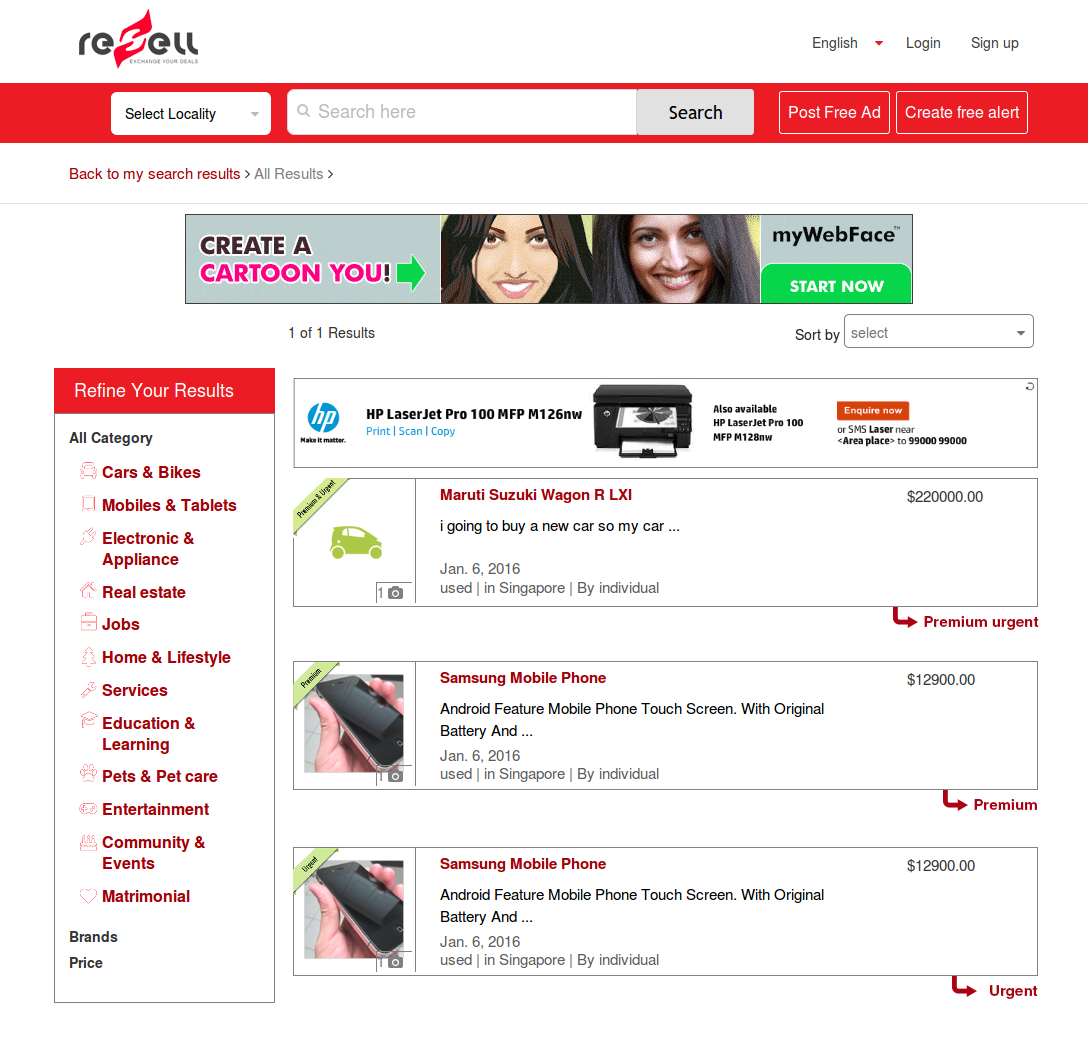 reSell
EXCHANGE YOUR DEALS
English
Login
Sign up
Select Locality
Search here
Search
Post Free Ad
Create free alert
Back to my search results › All Results ›
CREATE A
CARTOON YOU!
myWebFace™
START NOW
1 of 1 Results
Sort by
select
Refine Your Results
All Category
Cars & Bikes
Mobiles & Tablets
Electronic &
Appliance
Real estate
Jobs
Home & Lifestyle
Services
Education &
Learning
Pets & Pet care
Entertainment
Community &
Events
Matrimonial
Brands
Price
hp
Make it matter.
HP LaserJet Pro 100 MFP M126nw
Print | Scan | Copy
Also available
HP LaserJet Pro 100
MFP M128nw
Enquire now
or SMS Laser near
<Area place> to 99000 99000
Premium & Urgent
1
Maruti Suzuki Wagon R LXI
$220000.00
i going to buy a new car so my car ...
Jan. 6, 2016
used | in Singapore | By individual
Premium urgent
Premium
1
Samsung Mobile Phone
$12900.00
Android Feature Mobile Phone Touch Screen. With Original
Battery And ...
Jan. 6, 2016
used | in Singapore | By individual
Premium
Urgent
1
Samsung Mobile Phone
$12900.00
Android Feature Mobile Phone Touch Screen. With Original
Battery And ...
Jan. 6, 2016
used | in Singapore | By individual
Urgent